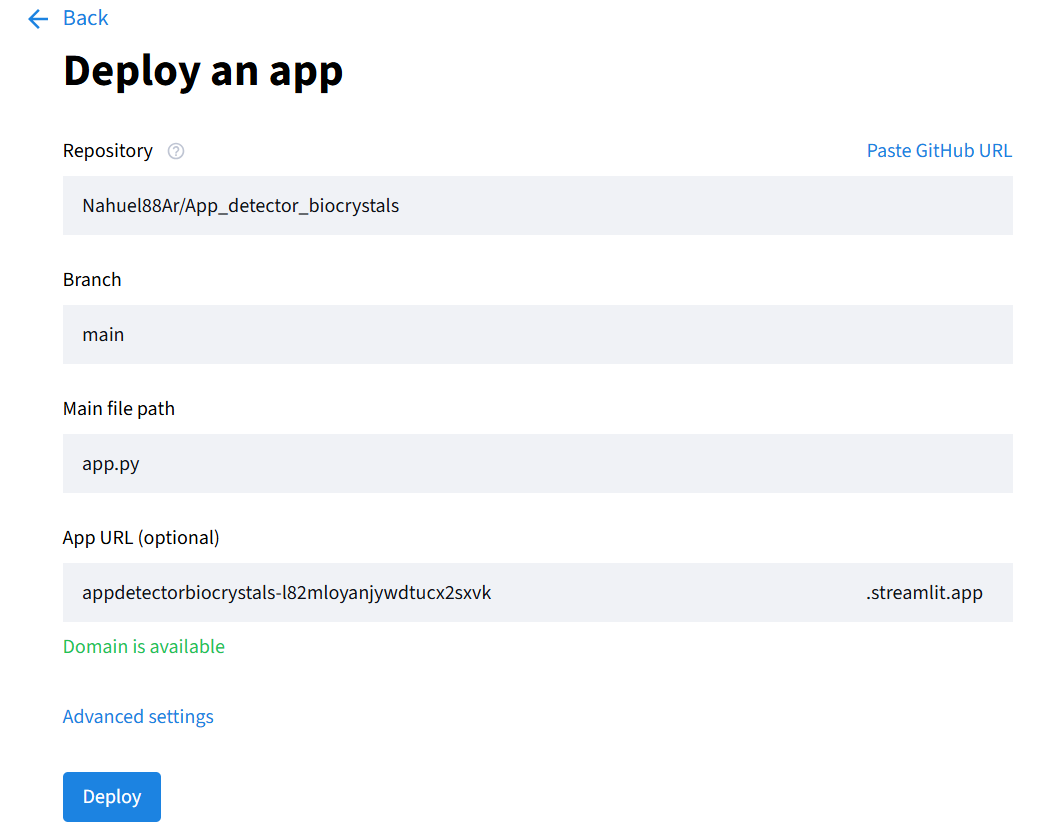 Back
Deploy an app
Repository ?
Paste GitHub URL
Nahuel88Ar/App_detector_biocrystals
Branch
main
Main file path
app.py
App URL (optional)
appdetectorbiocrystals-l82mloyanjywdtucx2sxvk .streamlit.app
Domain is available
Advanced settings
Deploy